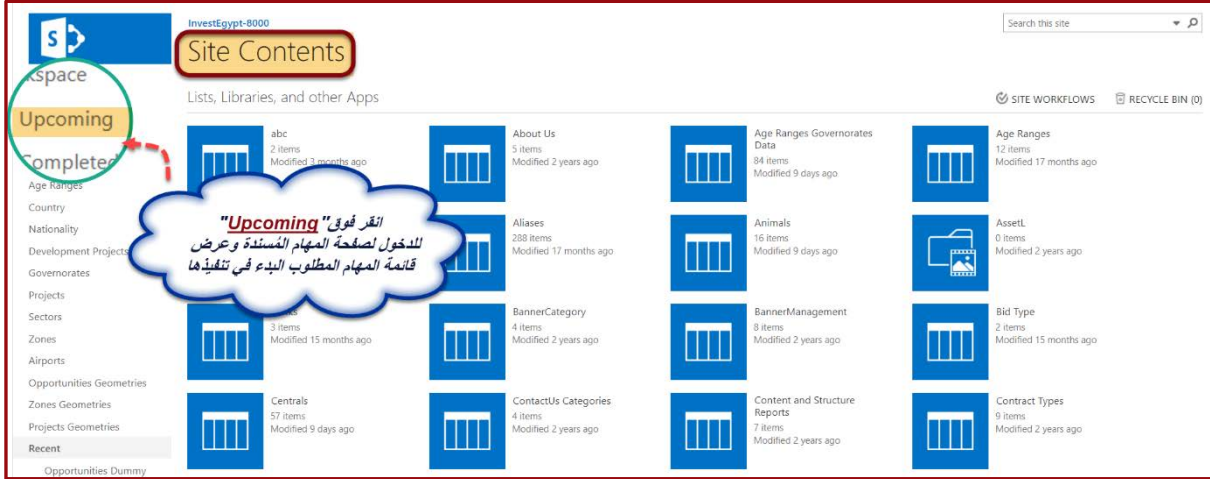 InvestEgypt-8000
Search this site
Site Contents
Upcoming
Completed
Age Ranges
Country
Nationality
Development Projects
Governorates
Projects
Sectors
Zones
Airports
Opportunities Geometries
Zones Geometries
Projects Geometries
Recent
Opportunities Dummy
Lists, Libraries, and other Apps
SITE WORKFLOWS
RECYCLE BIN (0)
abc
2 items
Modified 3 months ago
About Us
5 items
Modified 2 years ago
Age Ranges Governorates
Data
84 items
Modified 9 days ago
Age Ranges
12 items
Modified 17 months ago
انقر فوق "Upcoming"
للدخول لصفحة المهام المُسندة وعرض
قائمة المهام المطلوب البدء في تنفيذها
Aliases
288 items
Modified 17 months ago
Animals
16 items
Modified 9 days ago
AssetL
0 items
Modified 2 years ago
3 items
Modified 15 months ago
BannerCategory
4 items
Modified 2 years ago
BannerManagement
8 items
Modified 2 years ago
Bid Type
2 items
Modified 15 months ago
Centrals
57 items
Modified 9 days ago
ContactUs Categories
4 items
Modified 2 years ago
Content and Structure
Reports
7 items
Modified 2 years ago
Contract Types
9 items
Modified 2 years ago